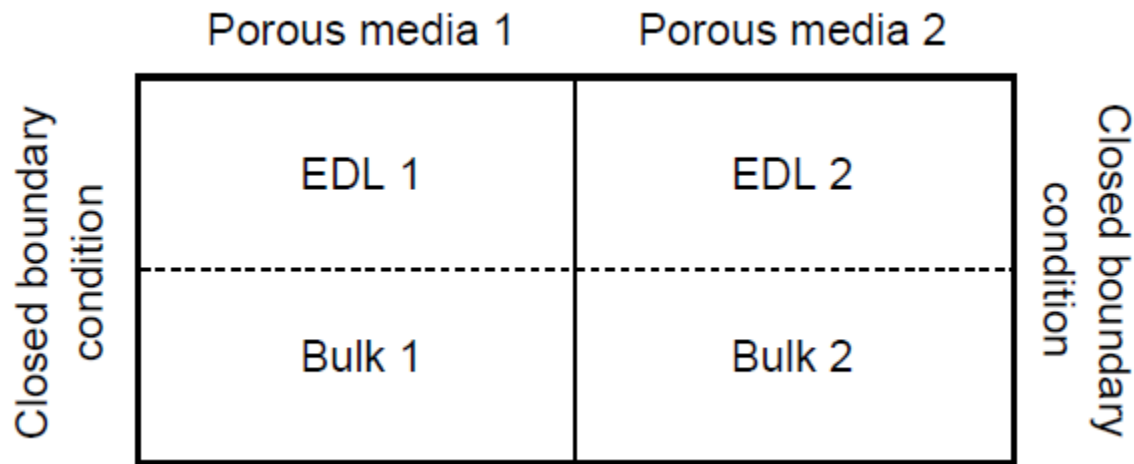 Porous media 1
Porous media 2
Closed boundary
condition
EDL 1
EDL 2
Bulk 1
Bulk 2
Closed boundary
condition